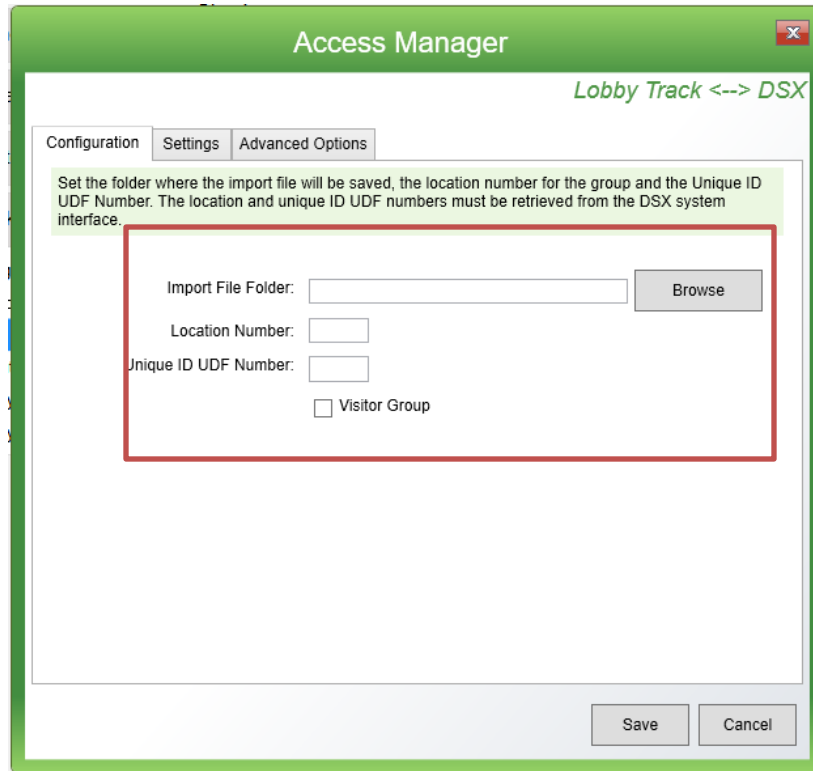 Access Manager
Lobby Track <--> DSX
Configuration Settings Advanced Options
Set the folder where the import file will be saved, the location number for the group and the Unique ID
UDF Number. The location and unique ID UDF numbers must be retrieved from the DSX system
interface.
Import File Folder:
Browse
Location Number:
Unique ID UDF Number:
Visitor Group
Save Cancel